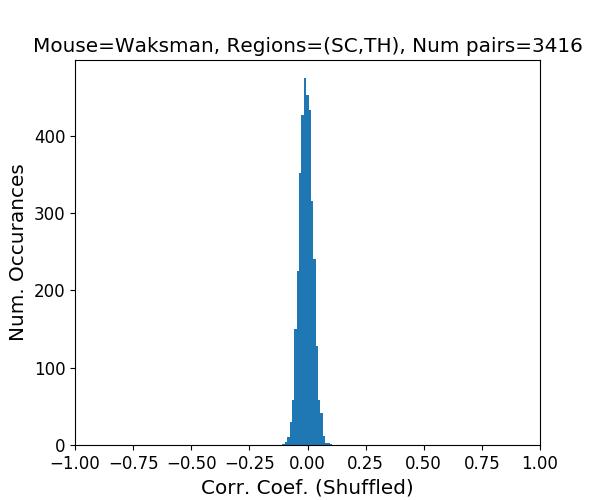 Mouse=Waksman, Regions=(SC,TH), Num pairs=3416
Num. Occurances
400
300
200
100
0
−1.00 −0.75 −0.50 −0.25 0.00 0.25 0.50 0.75 1.00
Corr. Coef. (Shuffled)